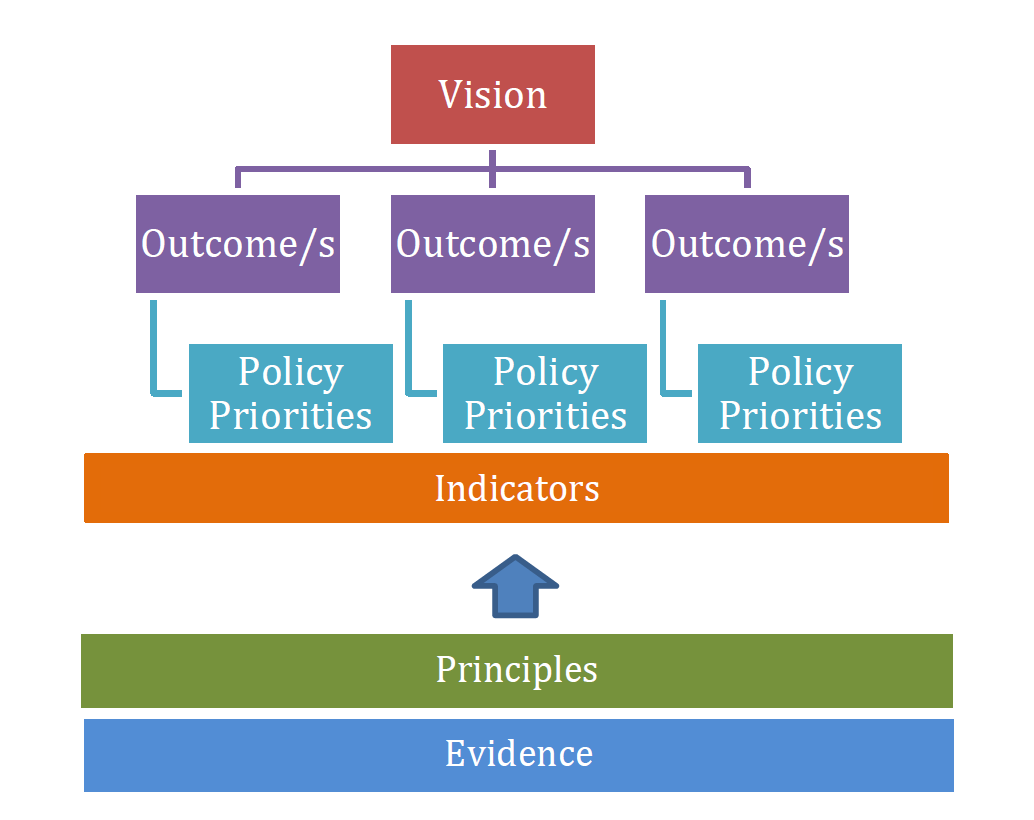 Vision
Outcome/s
Outcome/s
Outcome/s
Policy
Priorities
Policy
Priorities
Policy
Priorities
Indicators
Principles
Evidence